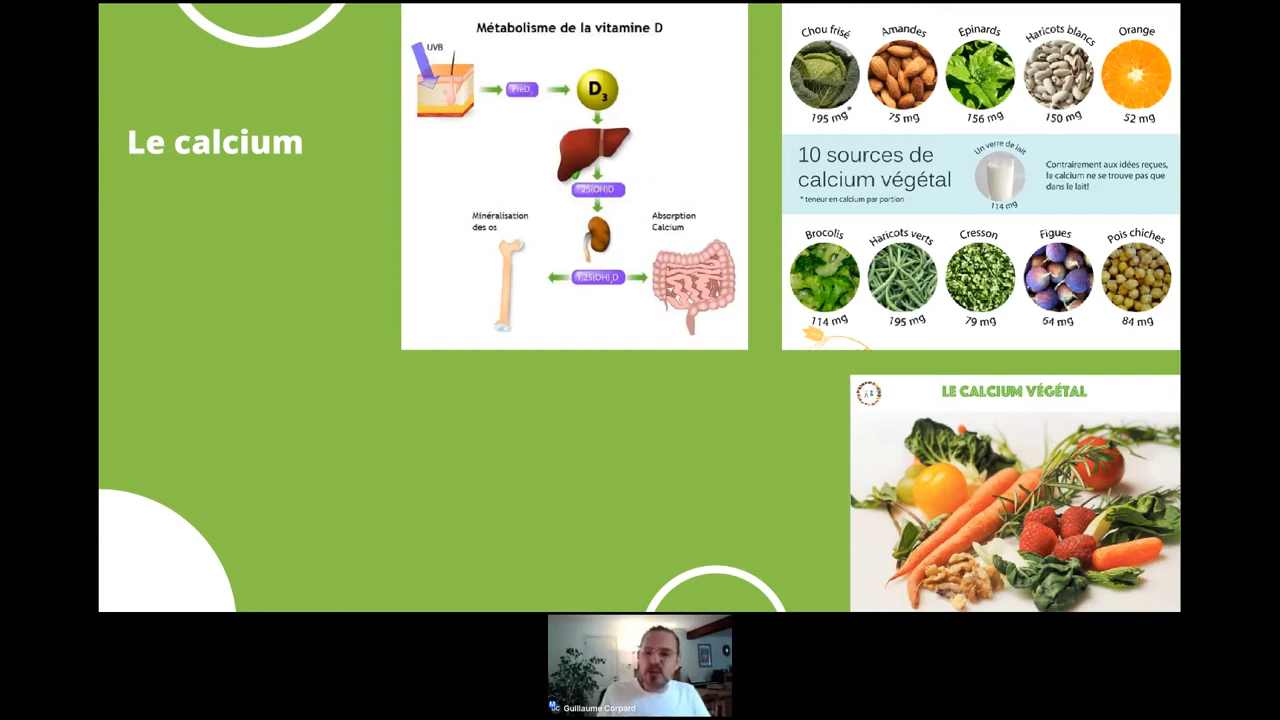 Le calcium
Métabolisme de la vitamine D
UVB
PréD₃
D₃
25(OH)D
Minéralisation
des os
Absorption
Calcium
1,25(OH)₂D
Chou frisé
195 mg*
Amandes
75 mg
Epinards
156 mg
Haricots blancs
150 mg
Orange
52 mg
10 sources de
calcium végétal
* teneur en calcium par portion
Un verre de lait
114 mg
Contrairement aux idées reçues,
le calcium ne se trouve pas que
dans le lait!
Brocolis
114 mg
Haricots verts
195 mg
Cresson
79 mg
Figues
64 mg
Pois chiches
84 mg
LE CALCIUM VÉGÉTAL
Guillaume Corpard